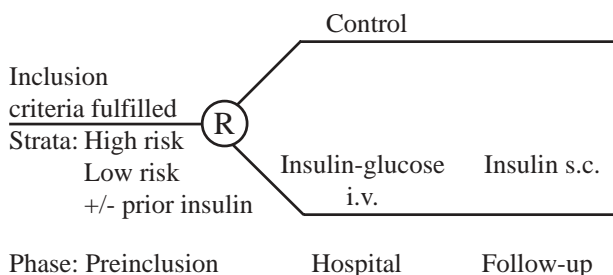 Control
Inclusion
criteria fulfilled
R
Strata: High risk
Low risk
+/- prior insulin
Insulin-glucose
i.v.
Insulin s.c.
Phase: Preinclusion Hospital Follow-up